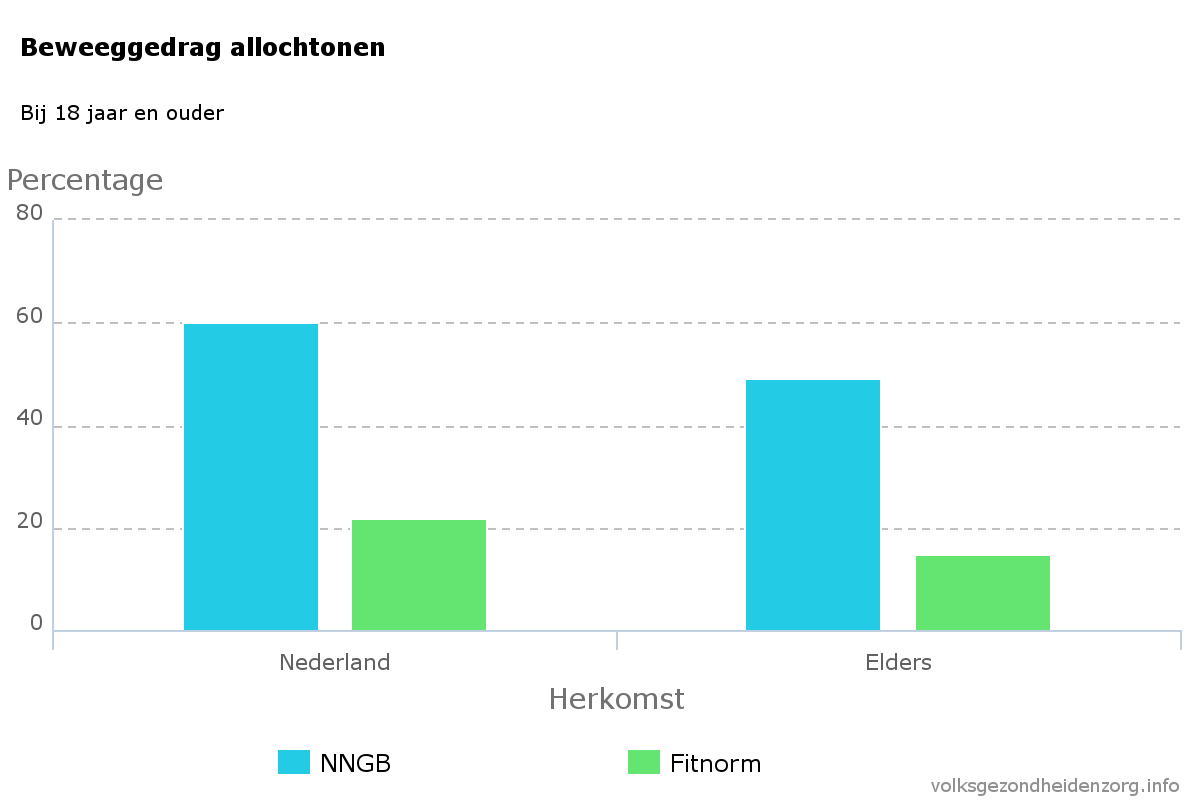 Beweeggedrag allochtonen
Bij 18 jaar en ouder
Percentage
80
60
40
20
0
Nederland Elders
Herkomst
NNGB Fitnorm
volksgezondheidenzorg.info